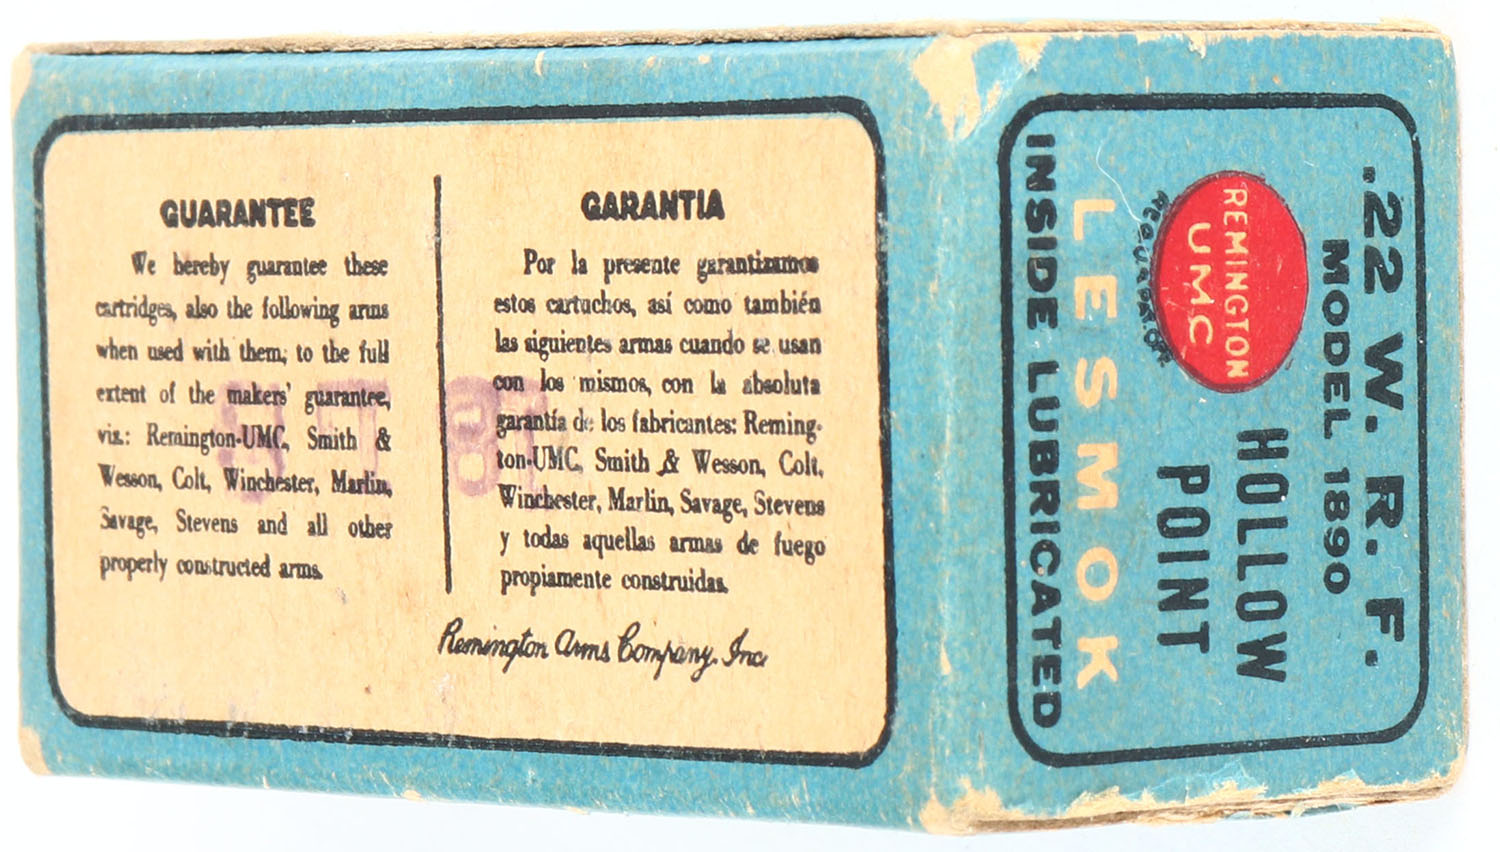 GUARANTEE
We hereby guarantee these
cartridges, also the following arms
when used with them, to the full
extent of the makers' guarantee,
viz.: Remington-UMC, Smith &
Wesson, Colt, Winchester, Marlin,
Savage, Stevens and all other
properly constructed arms.
GARANTIA
Por la presente garantizamos
estos cartuchos, así como también
las siguientes armas cuando se usan
con los mismos, con la absoluta
garantía de los fabricantes: Reming-
ton-UMC, Smith & Wesson, Colt,
Winchester, Marlin, Savage, Stevens
y todas aquellas armas de fuego
propiamente construidas.
Remington Arms Company, Inc.
.22 W. R. F.
MODEL 1890
HOLLOW
POINT
REMINGTON
UMC
REG. U.S. PAT. OFF.
LESMOK
INSIDE LUBRICATED